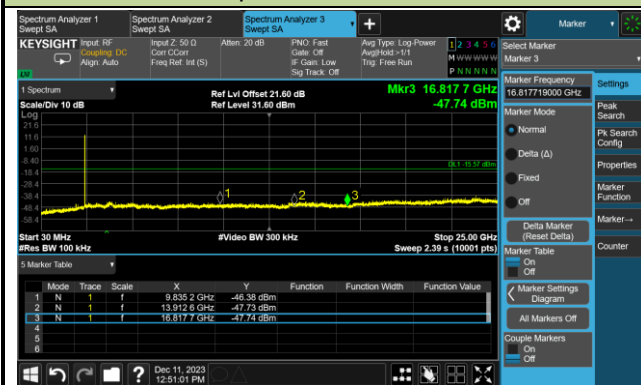 Spectrum Analyzer 1
Swept SA
Spectrum Analyzer 2
Swept SA
Spectrum Analyzer 3
Swept SA
+
Marker
KEYSIGHT
Input: RF
Coupling: DC
Align: Auto
Input Z: 50 Ω
Corr CCorr
Freq Ref: Int (S)
Atten: 20 dB
PNO: Fast
Gate: Off
IF Gain: Low
Sig Track: Off
Avg Type: Log-Power
Avg|Hold:>1/1
Trig: Free Run
1 2 3 4 5 6
M W W W W W
P N N N N N
Select Marker
Marker 3
1 Spectrum
Scale/Div 10 dB
Ref Lvl Offset 21.60 dB
Ref Level 31.60 dBm
Mkr3 16.817 7 GHz
-47.74 dBm
Log
21.6
11.6
1.60
-8.40
-18.4
-28.4
-38.4
-48.4
-58.4
DL1 -15.57 dBm
1
2
3
Start 30 MHz
#Res BW 100 kHz
#Video BW 300 kHz
Stop 25.00 GHz
Sweep 2.39 s (10001 pts)
5 Marker Table
Mode Trace Scale X Y Function Function Width Function Value
1 N 1 f 9.835 2 GHz -46.38 dBm
2 N 1 f 13.912 6 GHz -47.73 dBm
3 N 1 f 16.817 7 GHz -47.74 dBm
4
5
6
Dec 11, 2023
12:51:01 PM
Marker Frequency
16.817719000 GHz
Marker Mode
Normal
Delta (Δ)
Fixed
Off
Delta Marker
(Reset Delta)
Marker Table
On
Off
Marker Settings
Diagram
All Markers Off
Couple Markers
On
Off
Settings
Peak
Search
Pk Search
Config
Properties
Marker
Function
Marker→
Counter